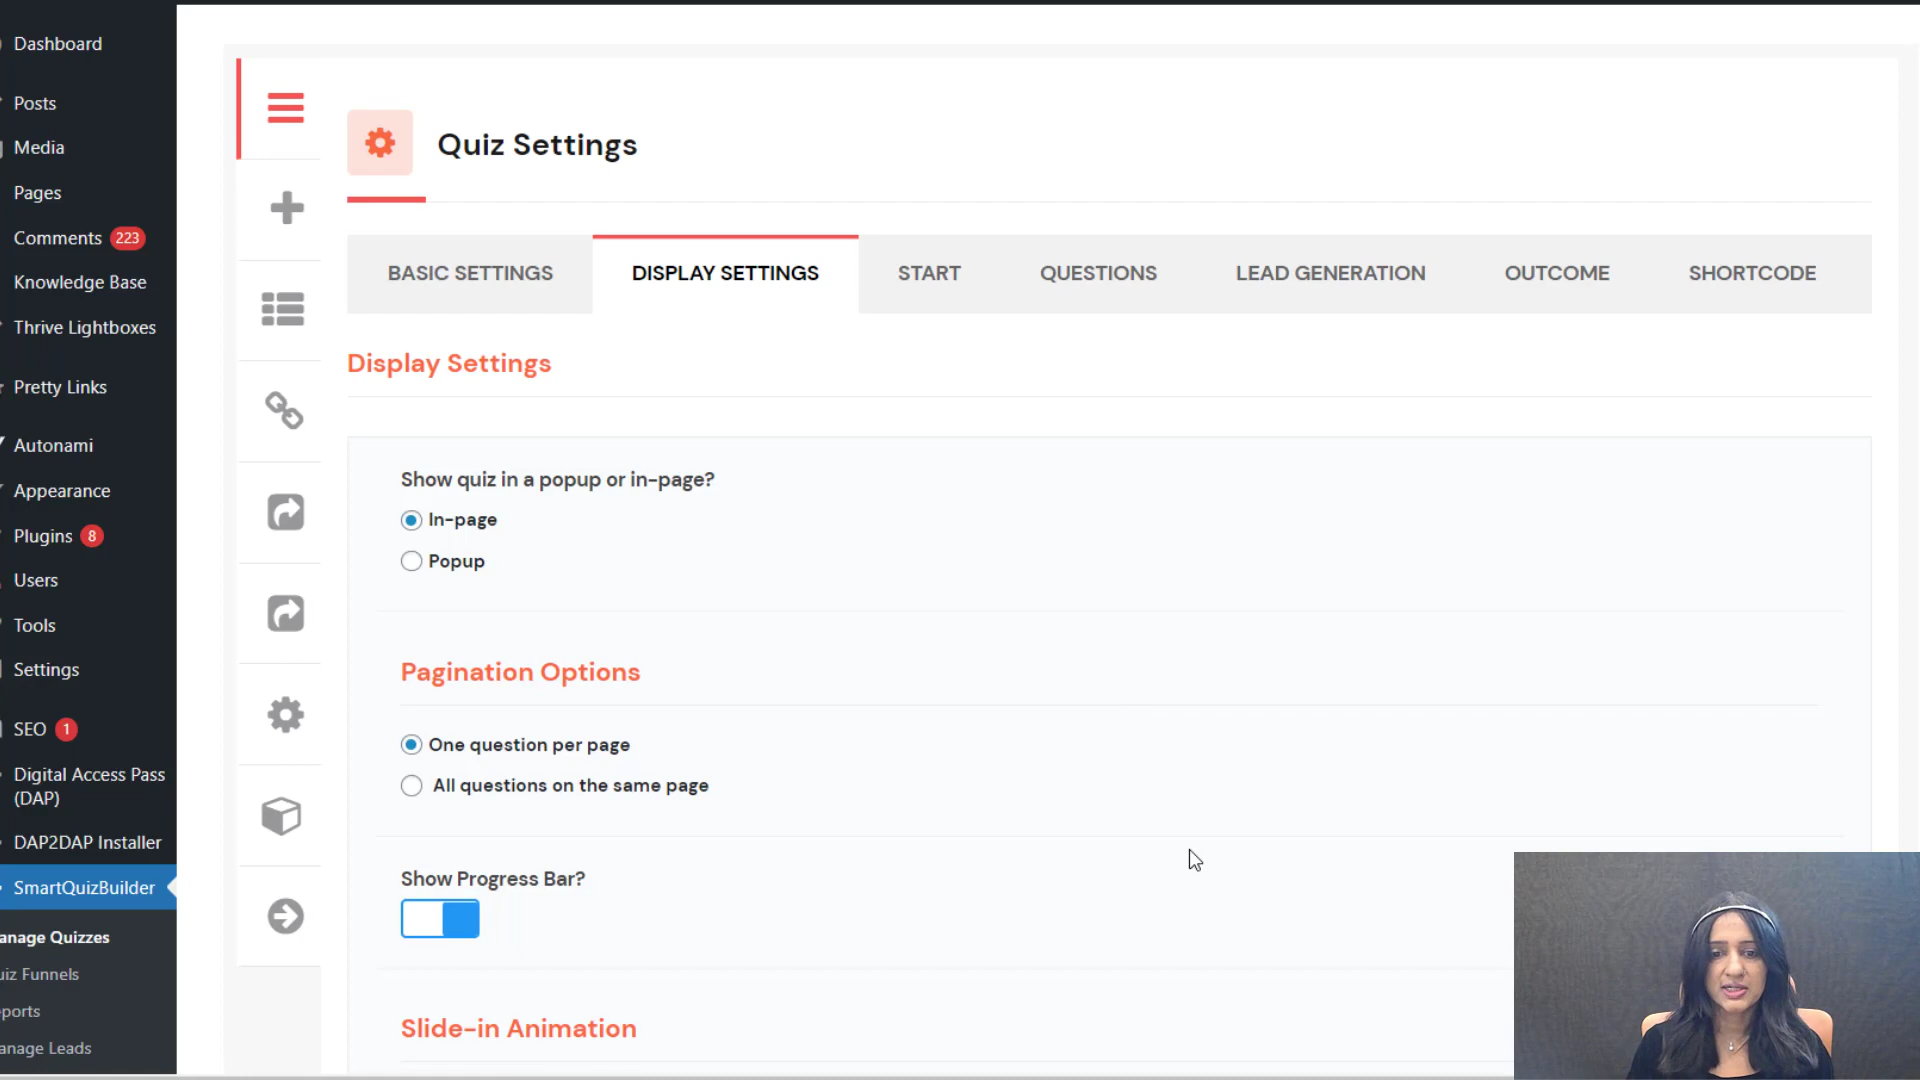 Dashboard
Posts
Media
Pages
Comments 223
Knowledge Base
Thrive Lightboxes
Pretty Links
Autonami
Appearance
Plugins 8
Users
Tools
Settings
SEO 1
Digital Access Pass
(DAP)
DAP2DAP Installer
SmartQuizBuilder
anage Quizzes
iz Funnels
ports
anage Leads
Quiz Settings
BASIC SETTINGS
DISPLAY SETTINGS
START
QUESTIONS
LEAD GENERATION
OUTCOME
SHORTCODE
Display Settings
Show quiz in a popup or in-page?
In-page
Popup
Pagination Options
One question per page
All questions on the same page
Show Progress Bar?
Slide-in Animation